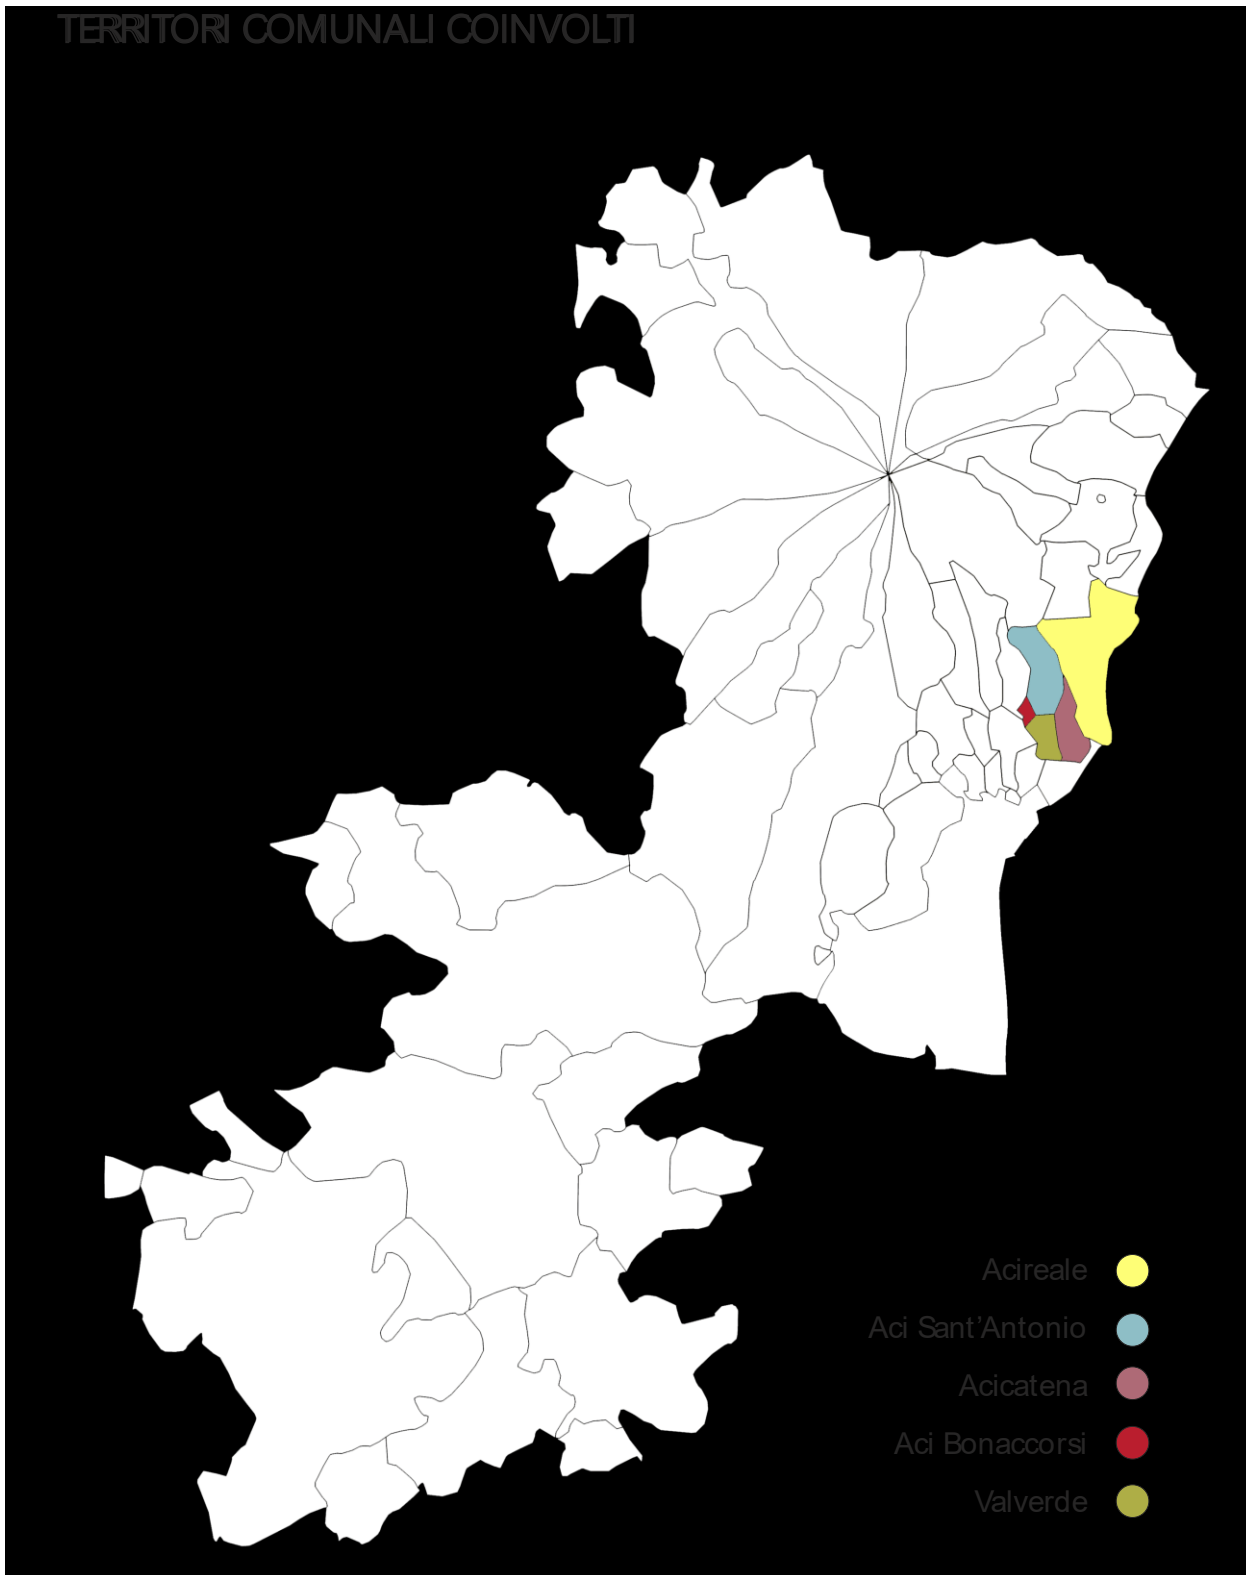 TERRITORI COMUNALI COINVOLTI
Acireale
Aci Sant’Antonio
Acicatena
Aci Bonaccorsi
Valverde